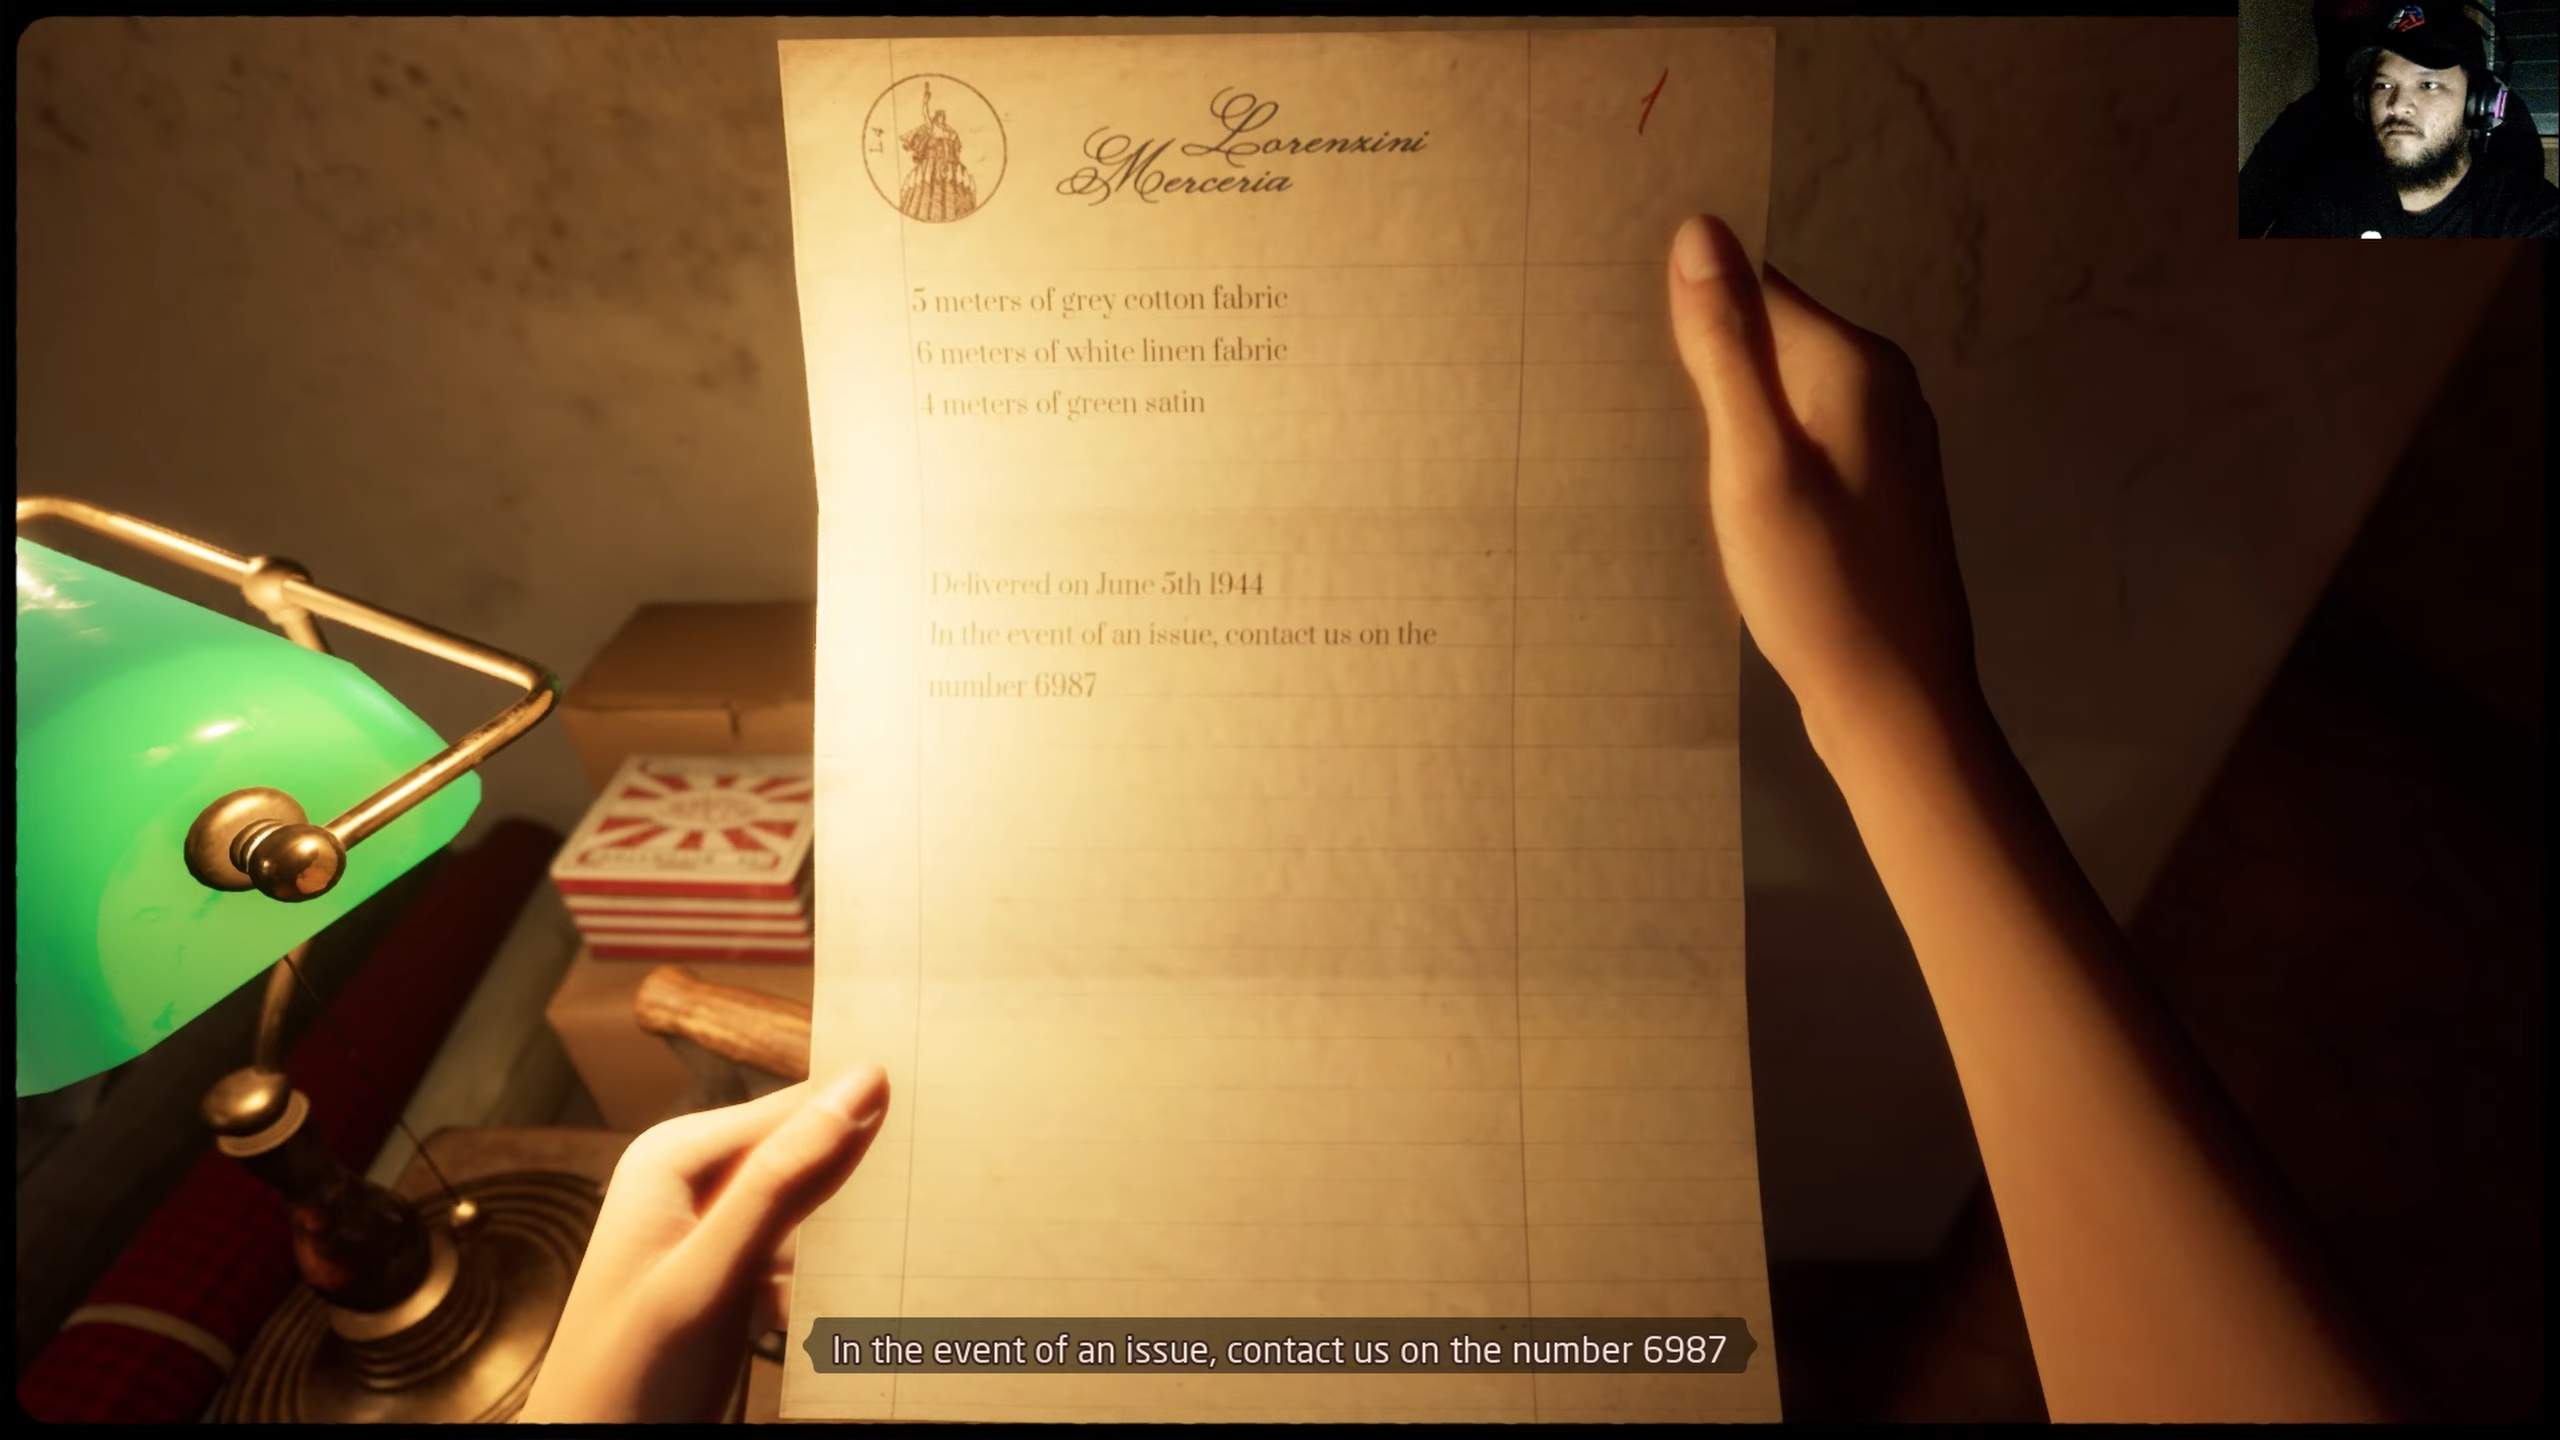 L4
Lorenzini
Merceria
1
5 meters of grey cotton fabric
6 meters of white linen fabric
4 meters of green satin
Delivered on June 5th 1944
In the event of an issue, contact us on the
number 6987
In the event of an issue, contact us on the number 6987